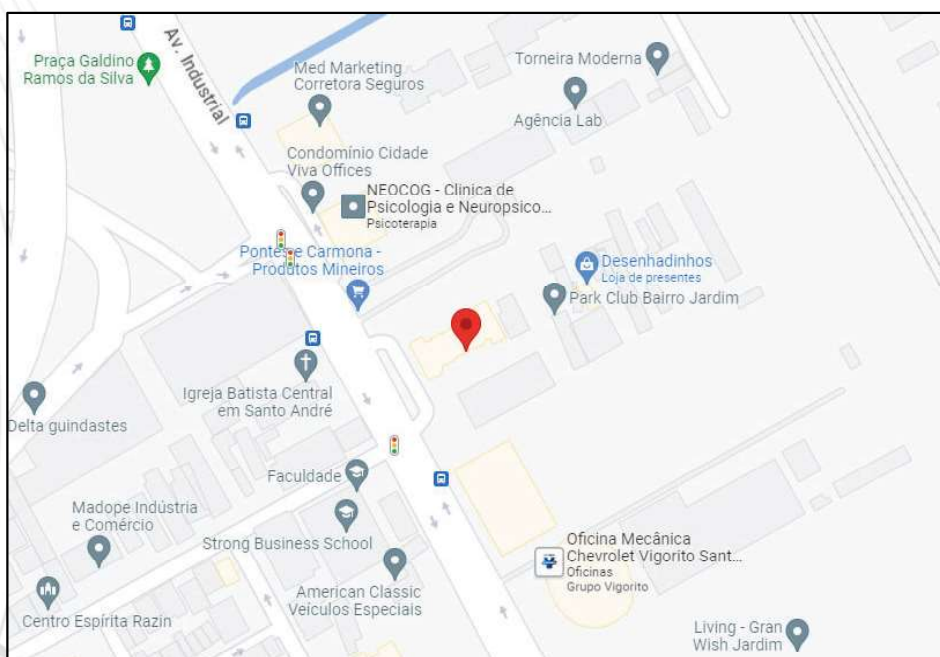 Praça Galdino
Ramos da Silva
Av. Industrial
Med Marketing
Corretora Seguros
Torneira Moderna
Agência Lab
Condomínio Cidade
Viva Offices
NEOCOG - Clinica de
Psicologia e Neuropsico...
Psicoterapia
Pontes e Carmona -
Produtos Mineiros
Desenhadinhos
Loja de presentes
Park Club Bairro Jardim
Igreja Batista Central
em Santo André
Delta guindastes
Faculdade
Madope Indústria
e Comércio
Strong Business School
Oficina Mecânica
Chevrolet Vigorito Sant...
Oficinas
Grupo Vigorito
American Classic
Veículos Especiais
Centro Espírita Razin
Living - Gran
Wish Jardim